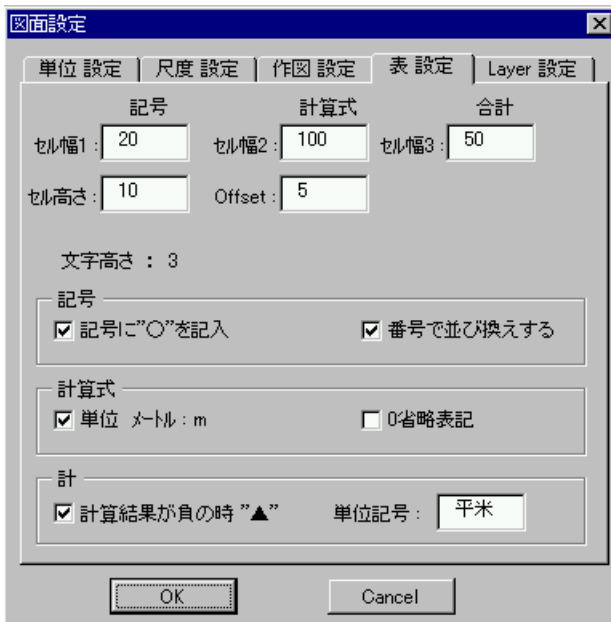 図面設定
単位 設定 尺度 設定 作図 設定 表 設定 Layer 設定
記号 計算式 合計
セル幅1 : 20 セル幅2 : 100 セル幅3 : 50
セル高さ : 10 Offset : 5
文字高さ : 3
記号
記号に"○"を記入 番号で並び換えする
計算式
単位 メートル : m 0省略表記
計
計算結果が負の時 "▲" 単位記号 : 平米
OK Cancel